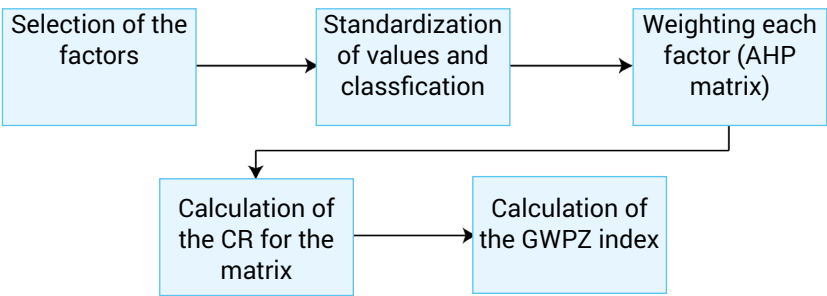 Selection of the
factors
Standardization
of values and
classfication
Weighting each
factor (AHP
matrix)
Calculation of
the CR for the
matrix
Calculation of
the GWPZ index